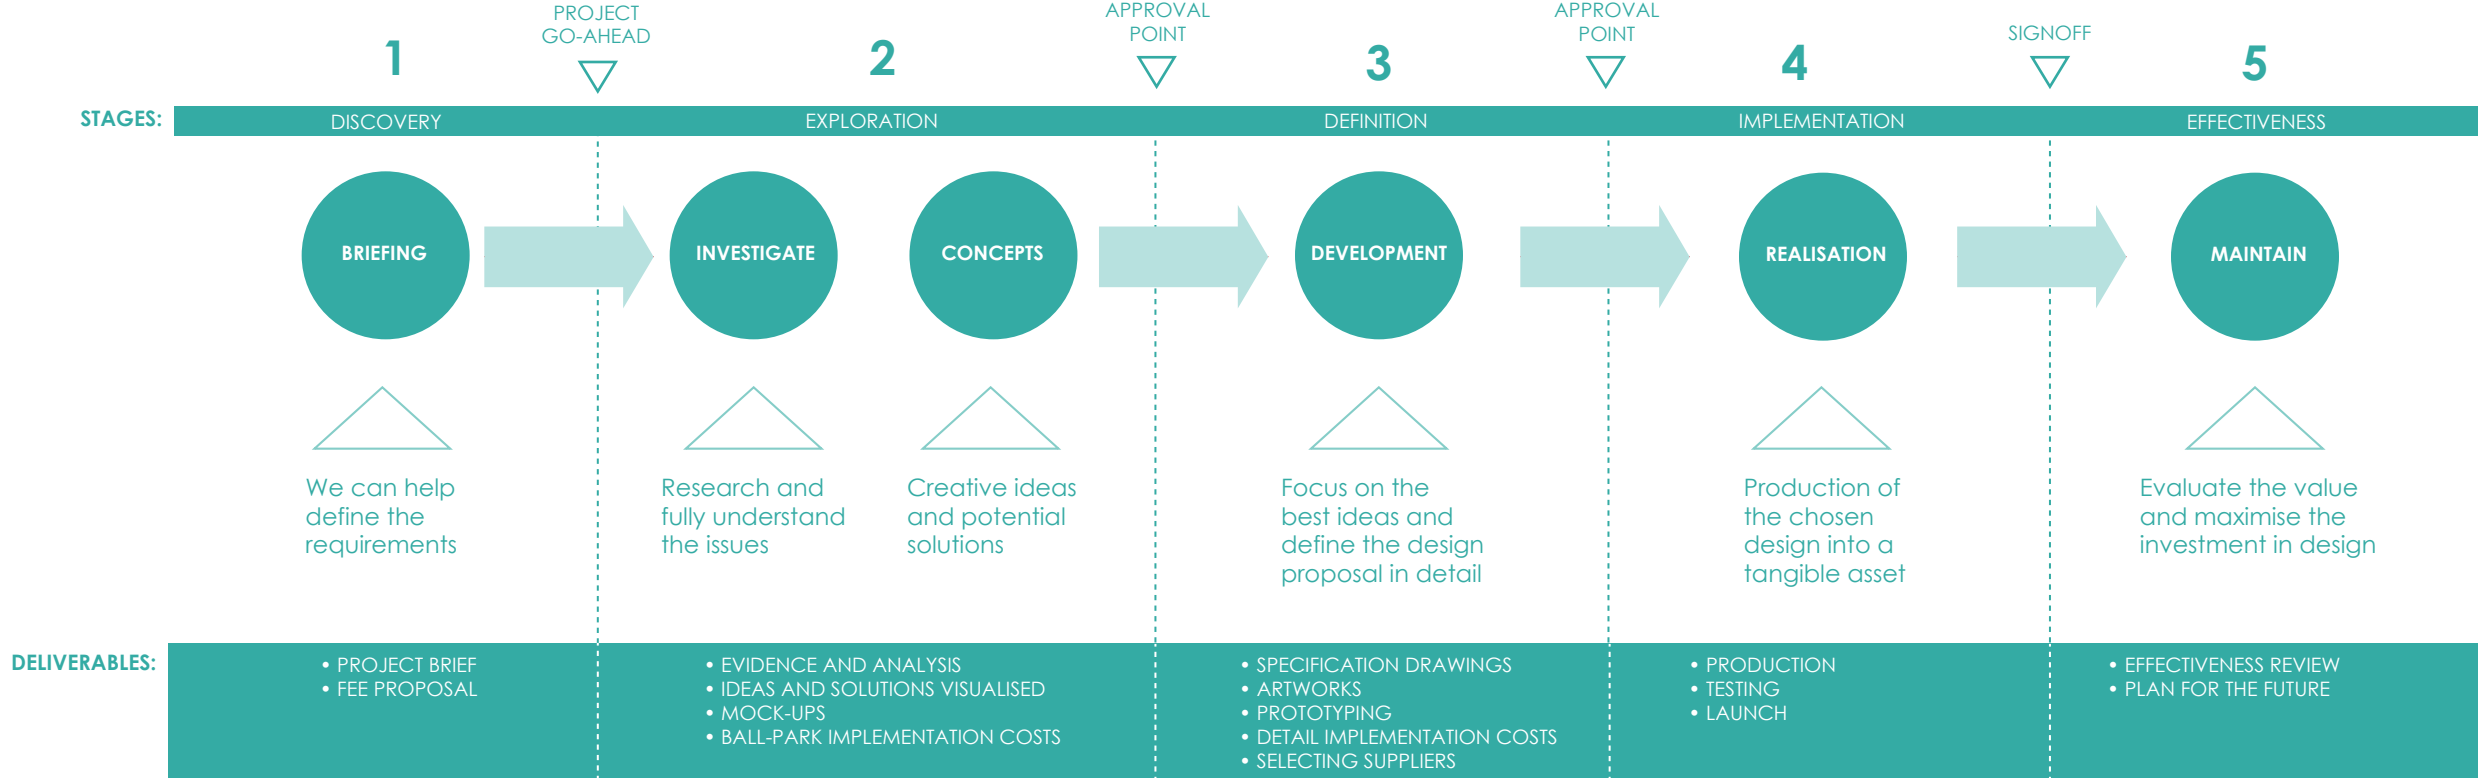 PROJECT
GO-AHEAD
APPROVAL
POINT
APPROVAL
POINT
SIGNOFF
1
2
3
4
5
STAGES:
DISCOVERY
EXPLORATION
DEFINITION
IMPLEMENTATION
EFFECTIVENESS
BRIEFING
INVESTIGATE
CONCEPTS
DEVELOPMENT
REALISATION
MAINTAIN
We can help
define the
requirements
Research and
fully understand
the issues
Creative ideas
and potential
solutions
Focus on the
best ideas and
define the design
proposal in detail
Production of
the chosen
design into a
tangible asset
Evaluate the value
and maximise the
investment in design
DELIVERABLES:
• PROJECT BRIEF
• FEE PROPOSAL
• EVIDENCE AND ANALYSIS
• IDEAS AND SOLUTIONS VISUALISED
• MOCK-UPS
• BALL-PARK IMPLEMENTATION COSTS
• SPECIFICATION DRAWINGS
• ARTWORKS
• PROTOTYPING
• DETAIL IMPLEMENTATION COSTS
• SELECTING SUPPLIERS
• PRODUCTION
• TESTING
• LAUNCH
• EFFECTIVENESS REVIEW
• PLAN FOR THE FUTURE